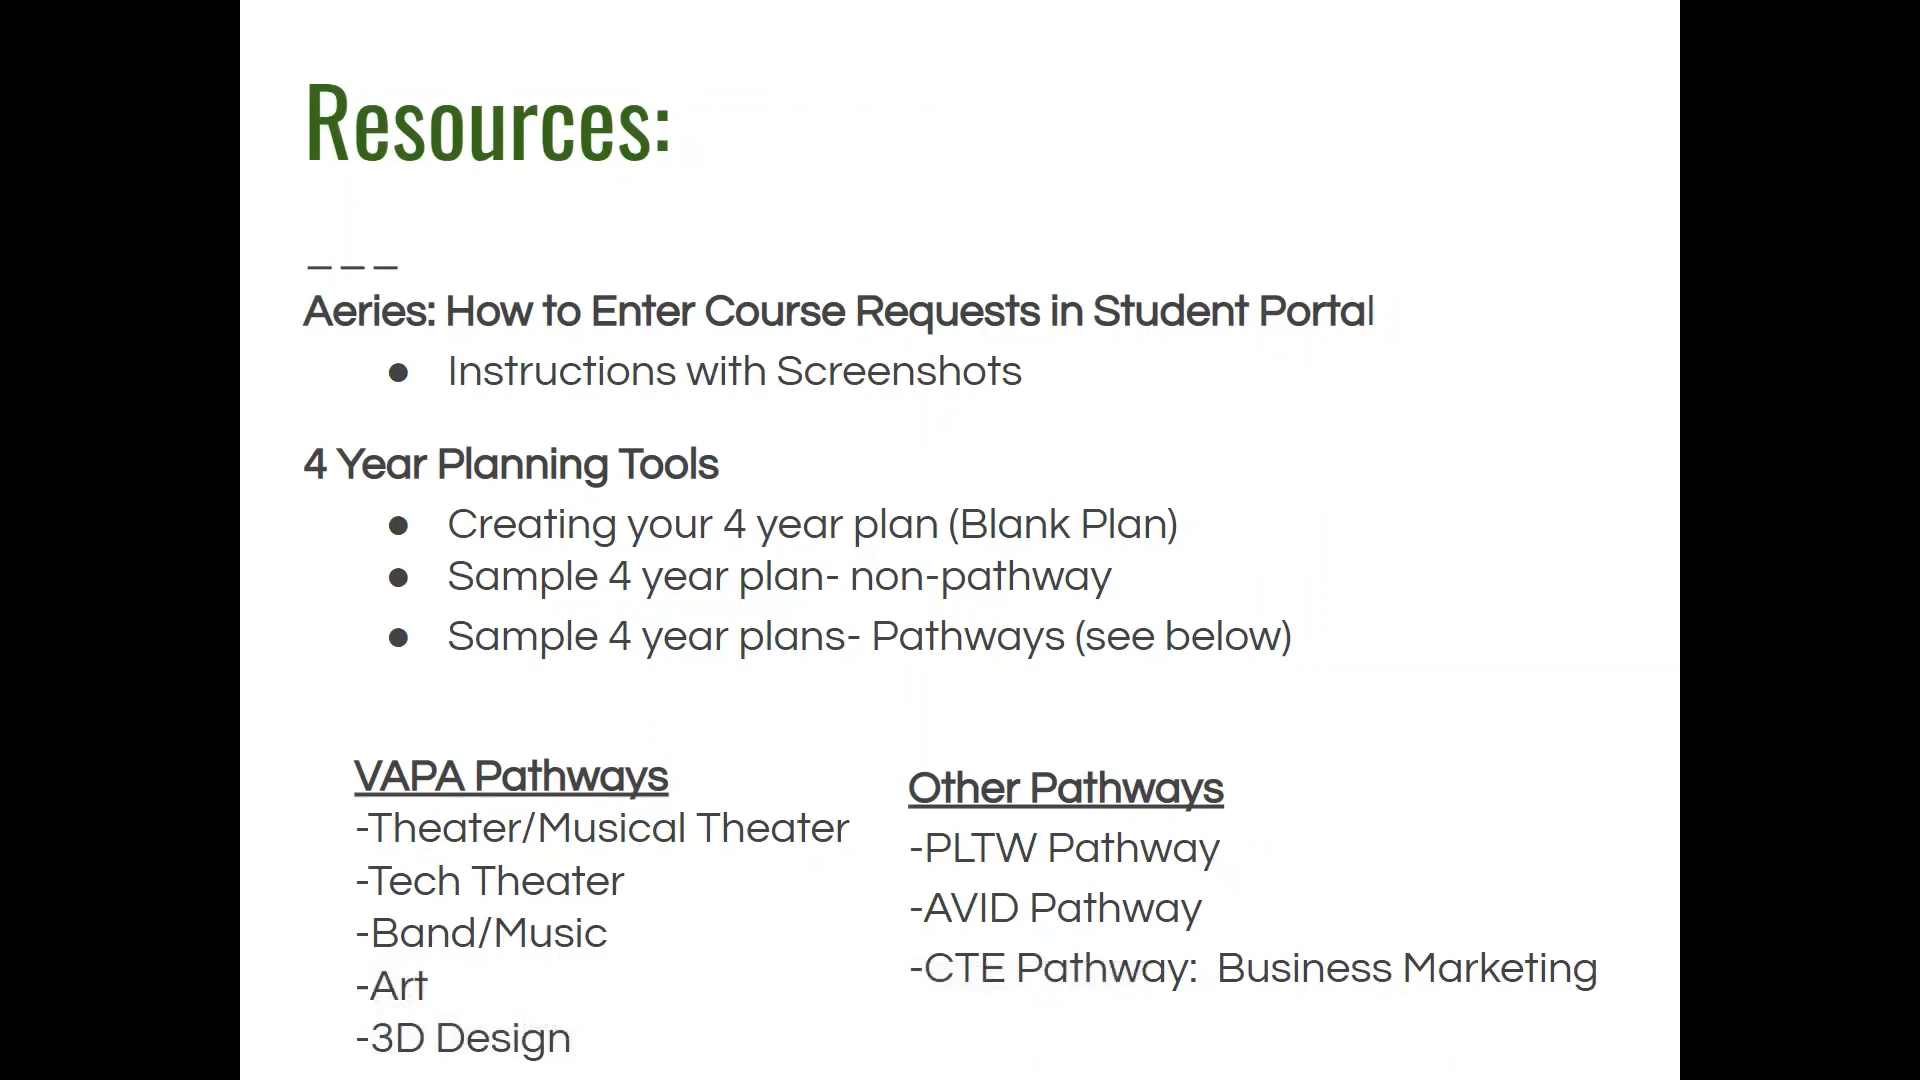 Resources:
Aeries: How to Enter Course Requests in Student Portal
● Instructions with Screenshots
4 Year Planning Tools
● Creating your 4 year plan (Blank Plan)
● Sample 4 year plan- non-pathway
● Sample 4 year plans- Pathways (see below)
VAPA Pathways
-Theater/Musical Theater
-Tech Theater
-Band/Music
-Art
-3D Design
Other Pathways
-PLTW Pathway
-AVID Pathway
-CTE Pathway:  Business Marketing